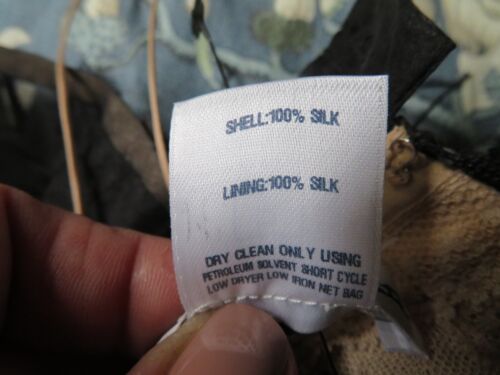 SHELL:100% SILK
LINING:100% SILK
DRY CLEAN ONLY USING
PETROLEUM SOLVENT SHORT CYCLE
LOW DRYER LOW IRON NET BAG